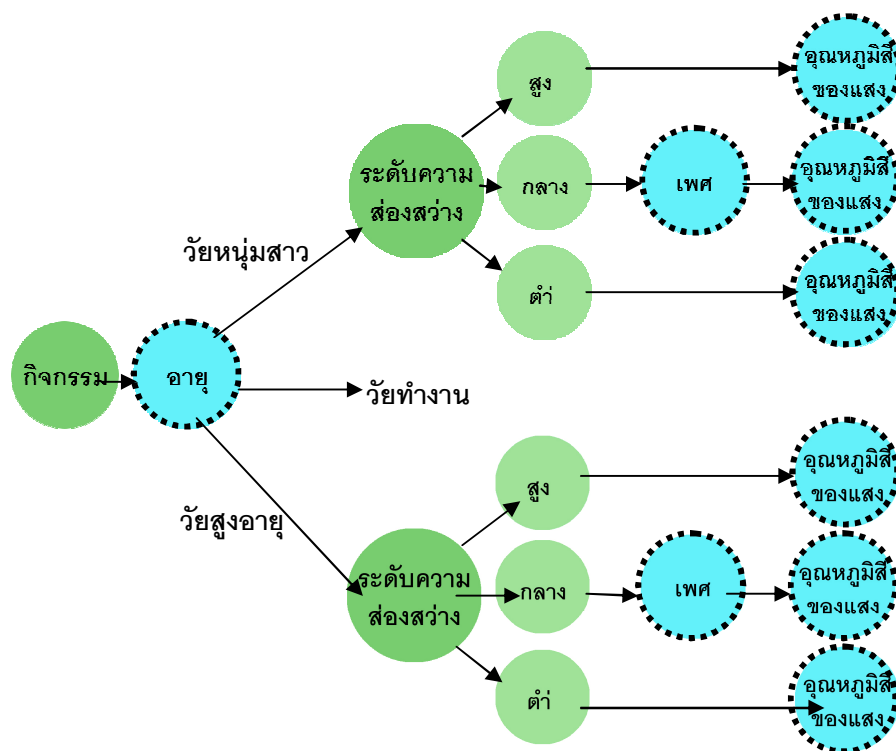 สูง
อุณหภูมิสี
ของแสง
ระดับความ
ส่องสว่าง
กลาง
เพศ
อุณหภูมิสี
ของแสง
วัยหนุ่มสาว
ต่ำ
อุณหภูมิสี
ของแสง
กิจกรรม
อายุ
วัยทำงาน
สูง
อุณหภูมิสี
ของแสง
วัยสูงอายุ
ระดับความ
ส่องสว่าง
กลาง
เพศ
อุณหภูมิสี
ของแสง
ต่ำ
อุณหภูมิสี
ของแสง